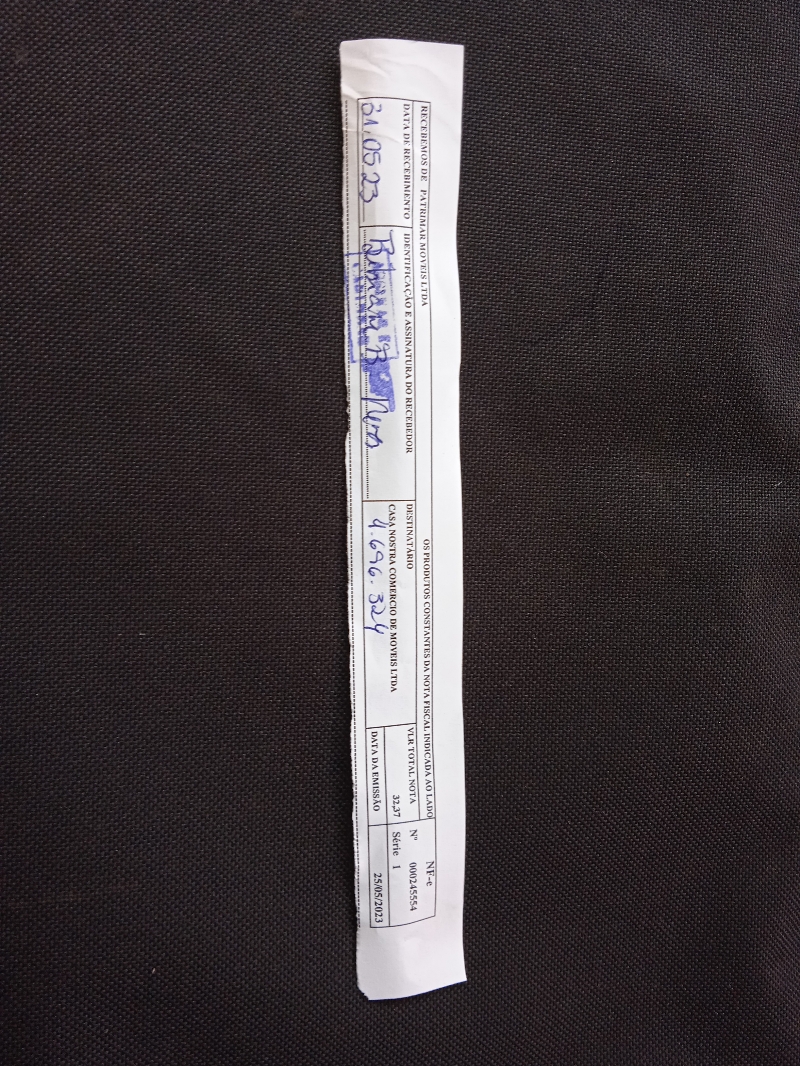 RECEBEMOS DE PATRIMAR MOVEIS LTDA OS PRODUTOS CONSTANTES DA NOTA FISCAL INDICADA AO LADO
DATA DE RECEBIMENTO
31.05.23
IDENTIFICAÇÃO E ASSINATURA DO RECEBEDOR
DESTINATÁRIO
CASA NOSTRA COMERCIO DE MOVEIS LTDA
4.696.324
VLR TOTAL NOTA
32,37
DATA DA EMISSÃO
NF-e
Nº 000245554
Série 1
25/05/2023